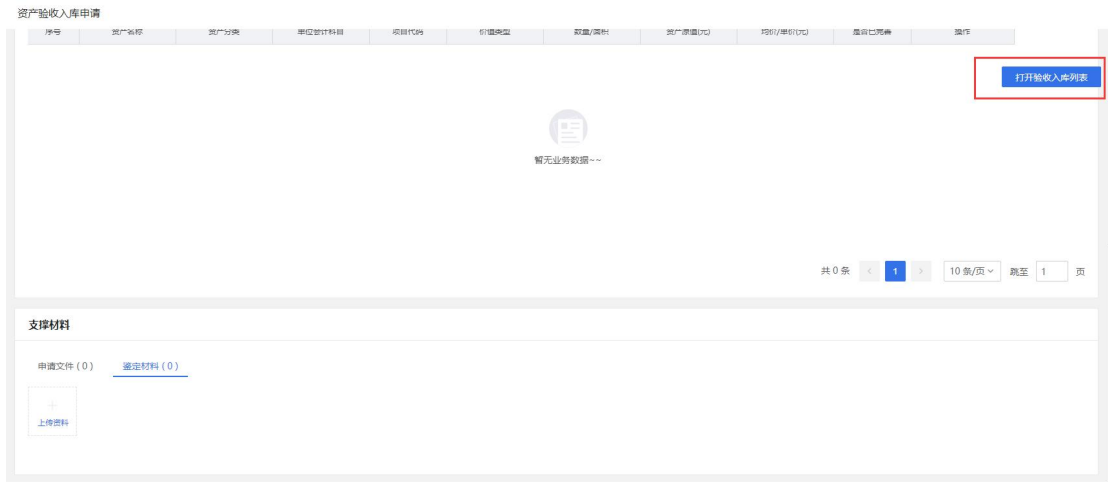 资产验收入库申请
序号 资产名称 资产分类 单位会计科目 项目代码 价值类型 数量/面积 资产原值(元) 均价/单价(元) 是否已完善 操作
打开验收入库列表
暂无业务数据~~
共 0 条 < 1 > 10 条/页 跳至 1 页
支撑材料
申请文件 ( 0 ) 鉴定材料 ( 0 )
+
上传资料